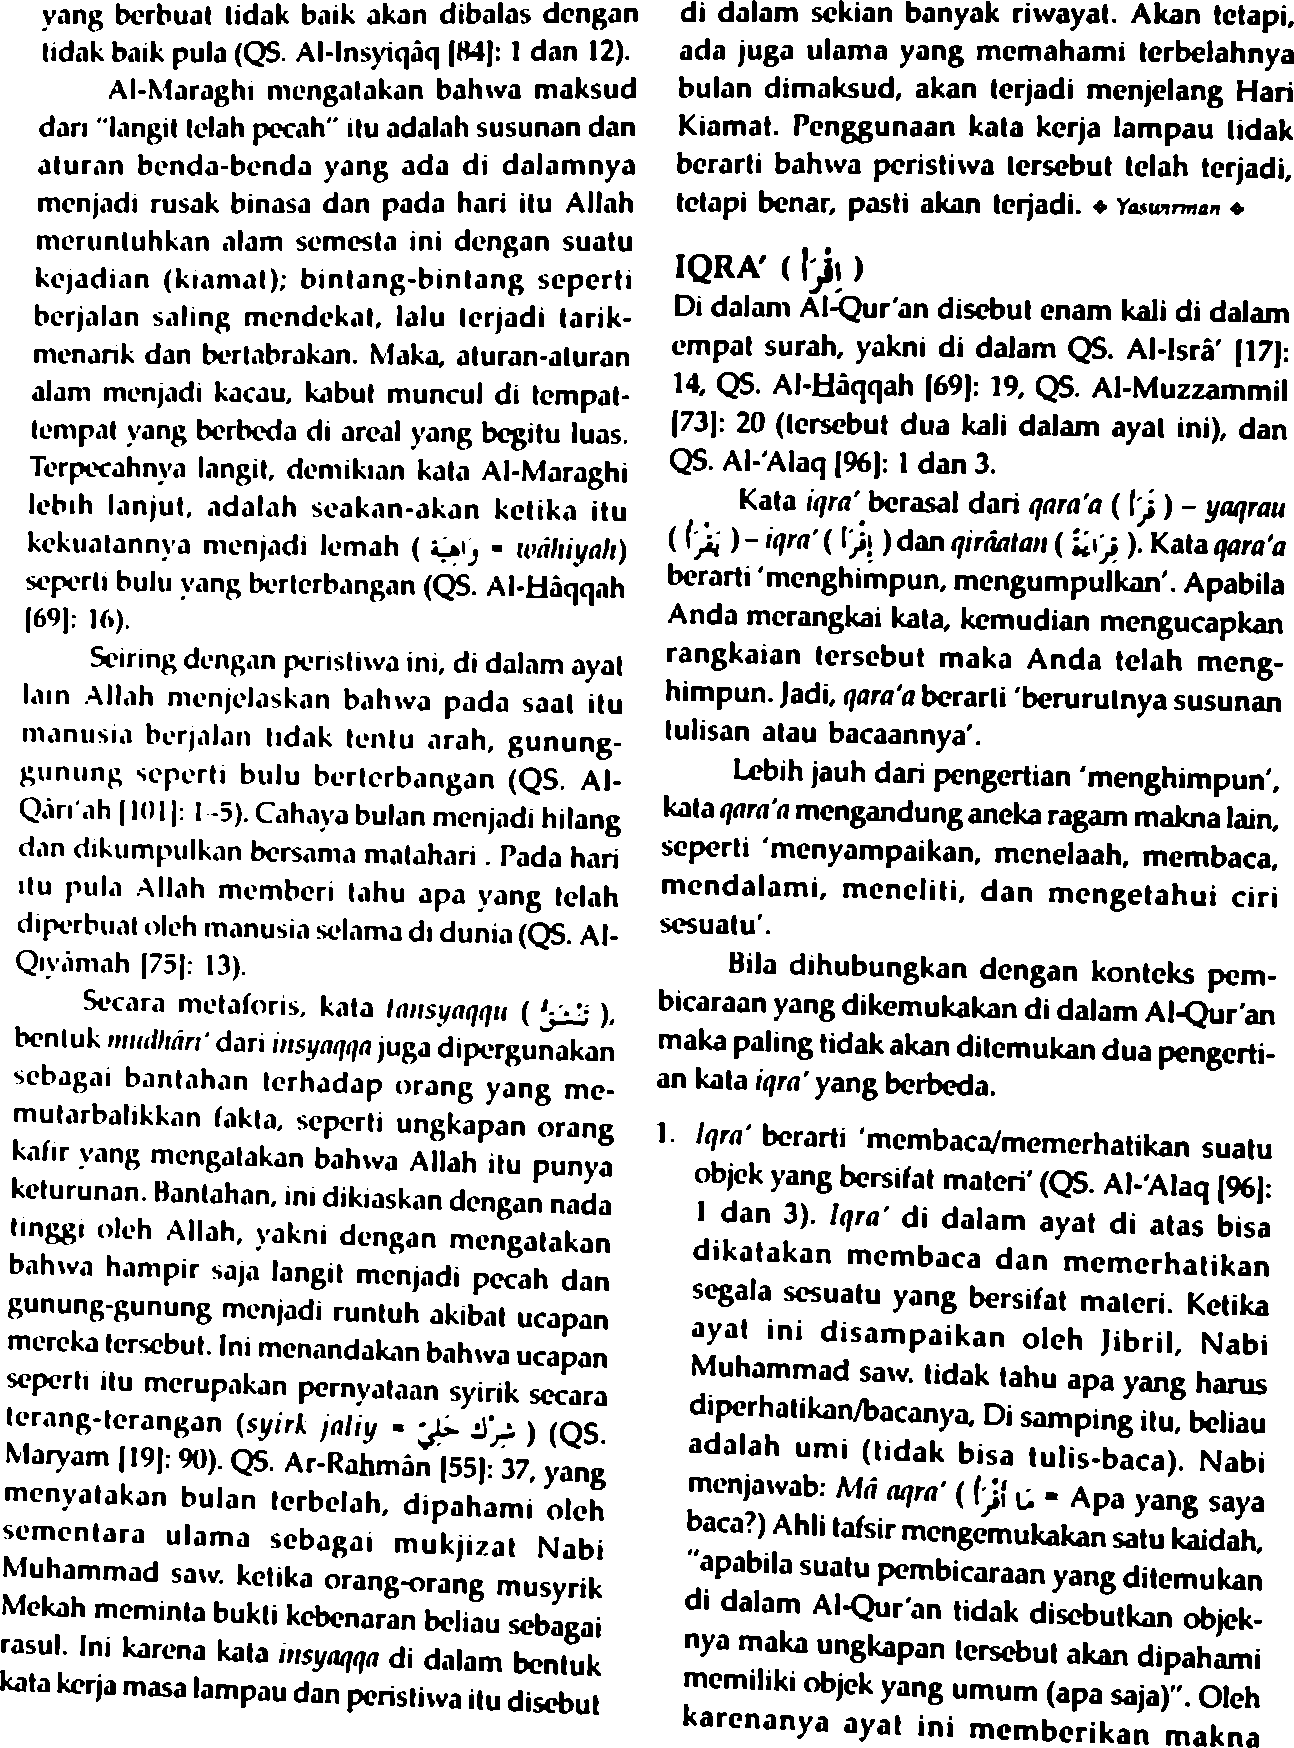 yang berbuat tidak baik akan dibalas dengan
tidak baik pula (QS. Al-Insyiqâq [84]: 1 dan 12).
Al-Maraghi mengatakan bahwa maksud
dari "langit telah pecah" itu adalah susunan dan
aturan benda-benda yang ada di dalamnya
menjadi rusak binasa dan pada hari itu Allah
meruntuhkan alam semesta ini dengan suatu
kejadian (kiamat); bintang-bintang seperti
berjalan saling mendekat, lalu terjadi tarik-
menarik dan bertabrakan. Maka, aturan-aturan
alam menjadi kacau, kabut muncul di tempat-
tempat yang berbeda di areal yang begitu luas.
Terpecahnya langit, demikian kata Al-Maraghi
lebih lanjut, adalah seakan-akan ketika itu
kekuatannya menjadi lemah ( وَاهِيَة = wâhiyah)
seperti bulu yang berterbangan (QS. Al-Hâqqah
[69]: 16).
Seiring dengan peristiwa ini, di dalam ayat
lain Allah menjelaskan bahwa pada saat itu
manusia berjalan tidak tentu arah, gunung-
gunung seperti bulu berterbangan (QS. Al-
Qâri'ah [101]: 1-5). Cahaya bulan menjadi hilang
dan dikumpulkan bersama matahari . Pada hari
itu pula Allah memberi tahu apa yang telah
diperbuat oleh manusia selama di dunia (QS. Al-
Qiyâmah [75]: 13).
Secara metaforis, kata tansyaqqu ( تَنْشَقُّ ),
bentuk mudhâri' dari insyaqqa juga dipergunakan
sebagai bantahan terhadap orang yang me-
mutarbalikkan fakta, seperti ungkapan orang
kafir yang mengatakan bahwa Allah itu punya
keturunan. Bantahan, ini dikiaskan dengan nada
tinggi oleh Allah, yakni dengan mengatakan
bahwa hampir saja langit menjadi pecah dan
gunung-gunung menjadi runtuh akibat ucapan
mereka tersebut. Ini menandakan bahwa ucapan
seperti itu merupakan pernyataan syirik secara
terang-terangan (syirk jaliy = شِرْك جَلِيّ ) (QS.
Maryam [19]: 90). QS. Ar-Rahmân [55]: 37, yang
menyatakan bulan terbelah, dipahami oleh
sementara ulama sebagai mukjizat Nabi
Muhammad saw. ketika orang-orang musyrik
Mekah meminta bukti kebenaran beliau sebagai
rasul. Ini karena kata insyaqqa di dalam bentuk
kata kerja masa lampau dan peristiwa itu disebut
di dalam sekian banyak riwayat. Akan tetapi,
ada juga ulama yang memahami terbelahnya
bulan dimaksud, akan terjadi menjelang Hari
Kiamat. Penggunaan kata kerja lampau tidak
berarti bahwa peristiwa tersebut telah terjadi,
tetapi benar, pasti akan terjadi. ◆ Yasunrman ◆
IQRA' ( اِقْرَأْ )
Di dalam Al-Qur'an disebut enam kali di dalam
empat surah, yakni di dalam QS. Al-Isrâ' [17]:
14, QS. Al-Hâqqah [69]: 19, QS. Al-Muzzammil
[73]: 20 (tersebut dua kali dalam ayat ini), dan
QS. Al-'Alaq [96]: 1 dan 3.
Kata iqra' berasal dari qara'a ( قَرَأَ ) – yaqrau
( يَقْرَأُ ) – iqra' ( اِقْرَأْ ) dan qirâatan ( قِرَاءَةً ). Kata qara'a
berarti 'menghimpun, mengumpulkan'. Apabila
Anda merangkai kata, kemudian mengucapkan
rangkaian tersebut maka Anda telah meng-
himpun. Jadi, qara'a berarti 'berurutnya susunan
tulisan atau bacaannya'.
Lebih jauh dari pengertian 'menghimpun',
kata qara'a mengandung aneka ragam makna lain,
seperti 'menyampaikan, menelaah, membaca,
mendalami, meneliti, dan mengetahui ciri
sesuatu'.
Bila dihubungkan dengan konteks pem-
bicaraan yang dikemukakan di dalam Al-Qur'an
maka paling tidak akan ditemukan dua pengerti-
an kata iqra' yang berbeda.
1. Iqra' berarti 'membaca/memerhatikan suatu
objek yang bersifat materi' (QS. Al-'Alaq [96]:
1 dan 3). Iqra' di dalam ayat di atas bisa
dikatakan membaca dan memerhatikan
segala sesuatu yang bersifat materi. Ketika
ayat ini disampaikan oleh Jibril, Nabi
Muhammad saw. tidak tahu apa yang harus
diperhatikan/bacanya, Di samping itu, beliau
adalah umi (tidak bisa tulis-baca). Nabi
menjawab: Mâ aqra' ( مَا أَقْرَأُ = Apa yang saya
baca?) Ahli tafsir mengemukakan satu kaidah,
"apabila suatu pembicaraan yang ditemukan
di dalam Al-Qur'an tidak disebutkan objek-
nya maka ungkapan tersebut akan dipahami
memiliki objek yang umum (apa saja)". Oleh
karenanya ayat ini memberikan makna